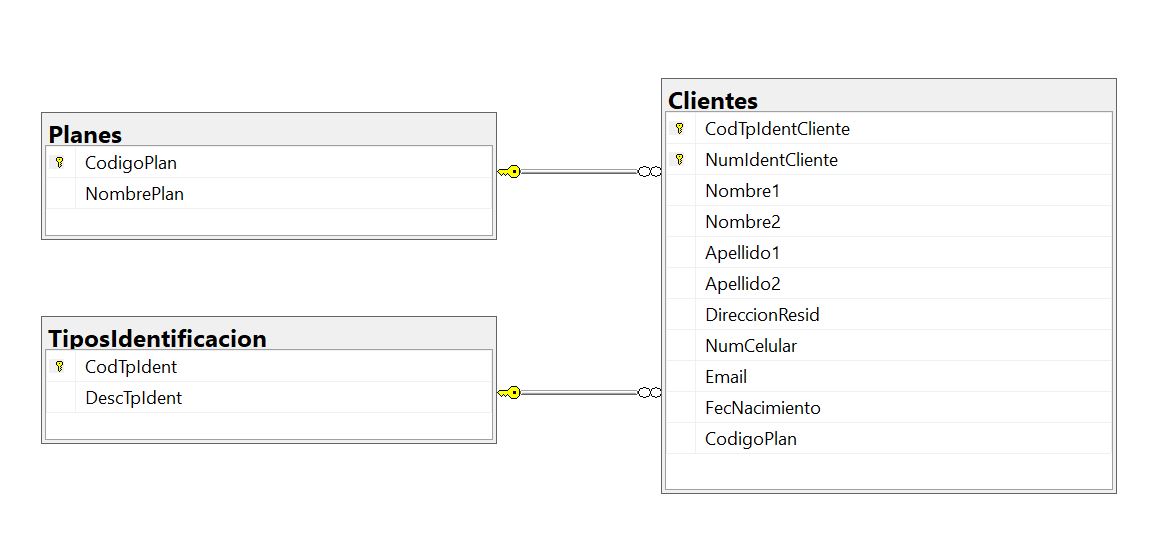 Planes
CodigoPlan
NombrePlan
TiposIdentificacion
CodTpIdent
DescTpIdent
Clientes
CodTpIdentCliente
NumIdentCliente
Nombre1
Nombre2
Apellido1
Apellido2
DireccionResid
NumCelular
Email
FecNacimiento
CodigoPlan